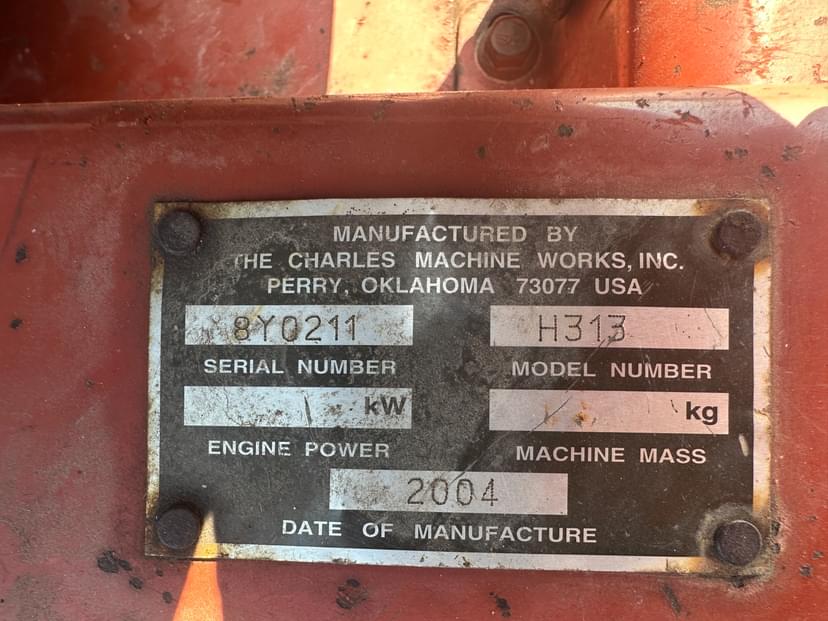 MANUFACTURED BY
THE CHARLES MACHINE WORKS, INC.
PERRY, OKLAHOMA 73077 USA
8Y0211 H313
SERIAL NUMBER MODEL NUMBER
kW kg
ENGINE POWER MACHINE MASS
2004
DATE OF MANUFACTURE